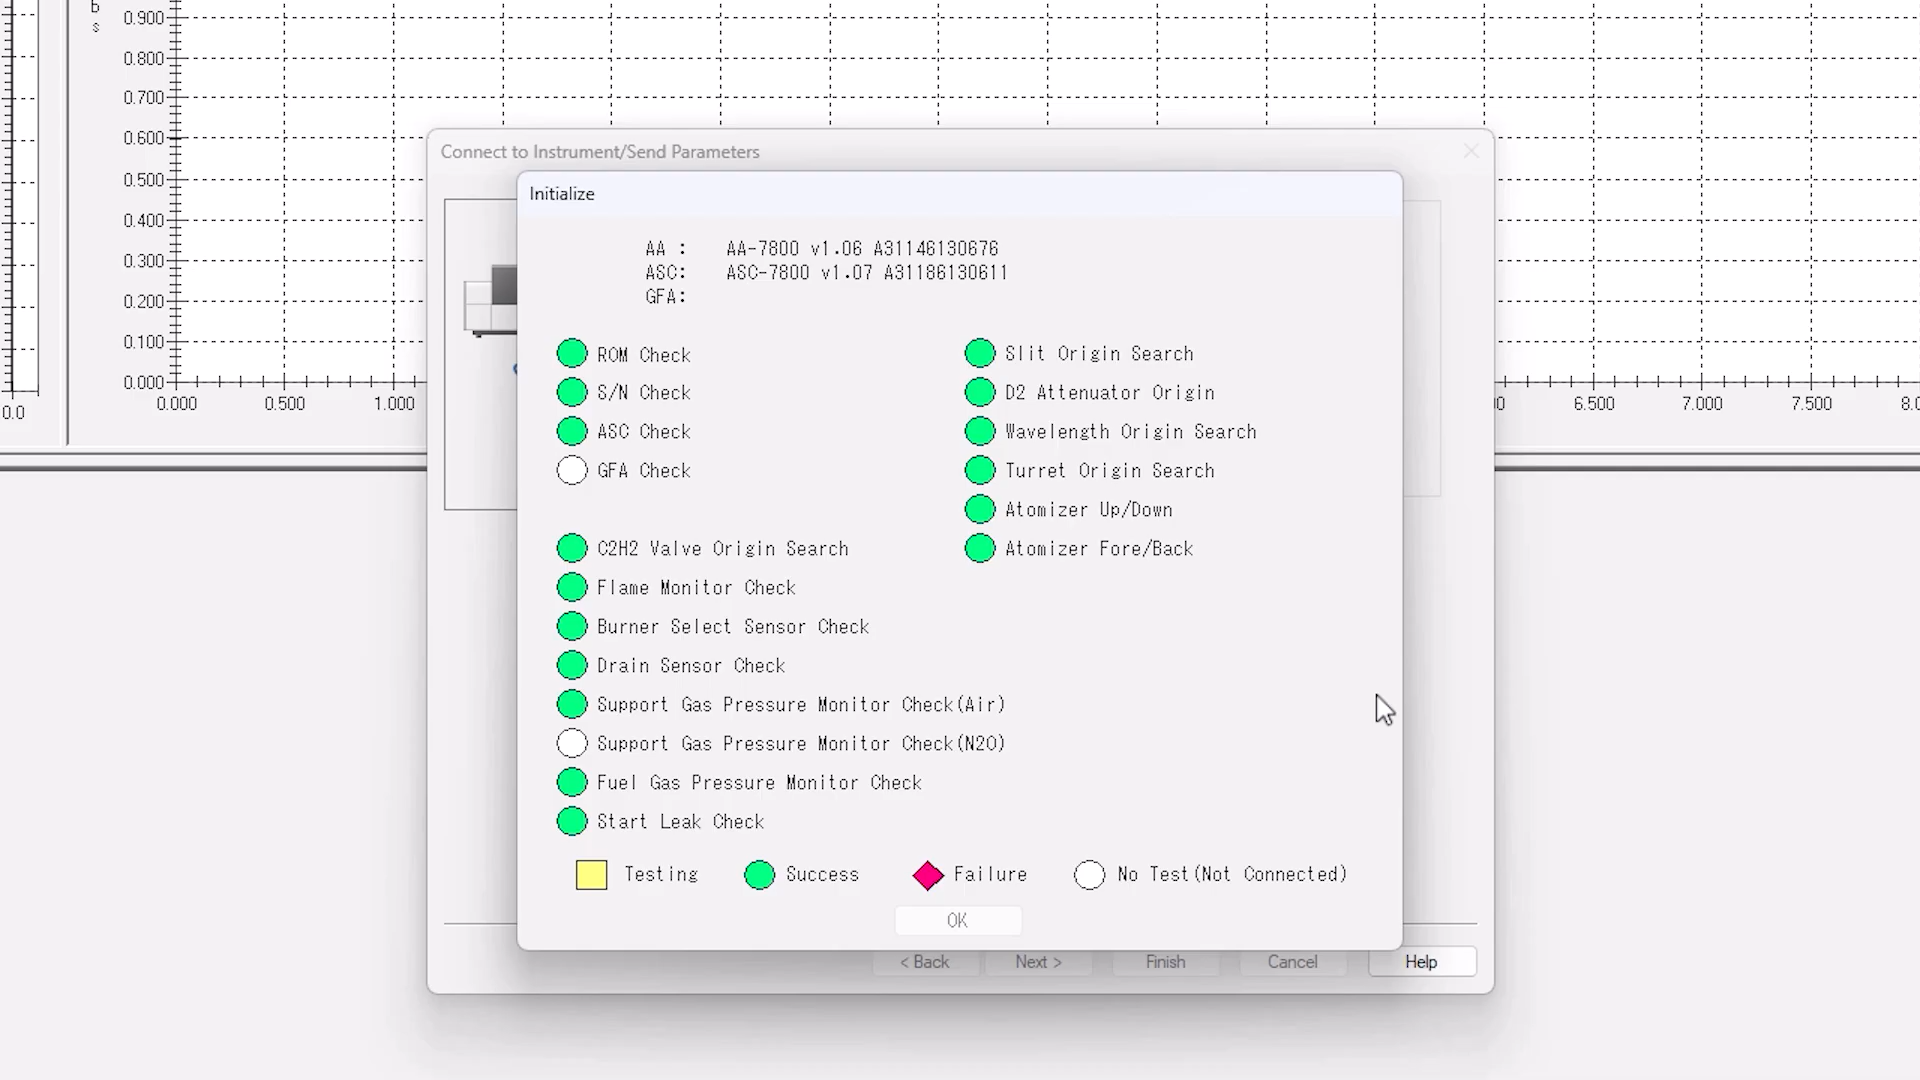 b
s
0.900
0.800
0.700
0.600
0.500
0.400
0.300
0.200
0.100
0.000
0.0
0.000 0.500 1.000
6.500 7.000 7.500
Connect to Instrument/Send Parameters
Initialize
AA : AA-7800 v1.06 A31146130676
ASC: ASC-7800 v1.07 A31186130611
GFA:
ROM Check
S/N Check
ASC Check
GFA Check
C2H2 Valve Origin Search
Flame Monitor Check
Burner Select Sensor Check
Drain Sensor Check
Support Gas Pressure Monitor Check(Air)
Support Gas Pressure Monitor Check(N2O)
Fuel Gas Pressure Monitor Check
Start Leak Check
Slit Origin Search
D2 Attenuator Origin
Wavelength Origin Search
Turret Origin Search
Atomizer Up/Down
Atomizer Fore/Back
Testing Success Failure No Test(Not Connected)
OK
< Back Next > Finish Cancel Help